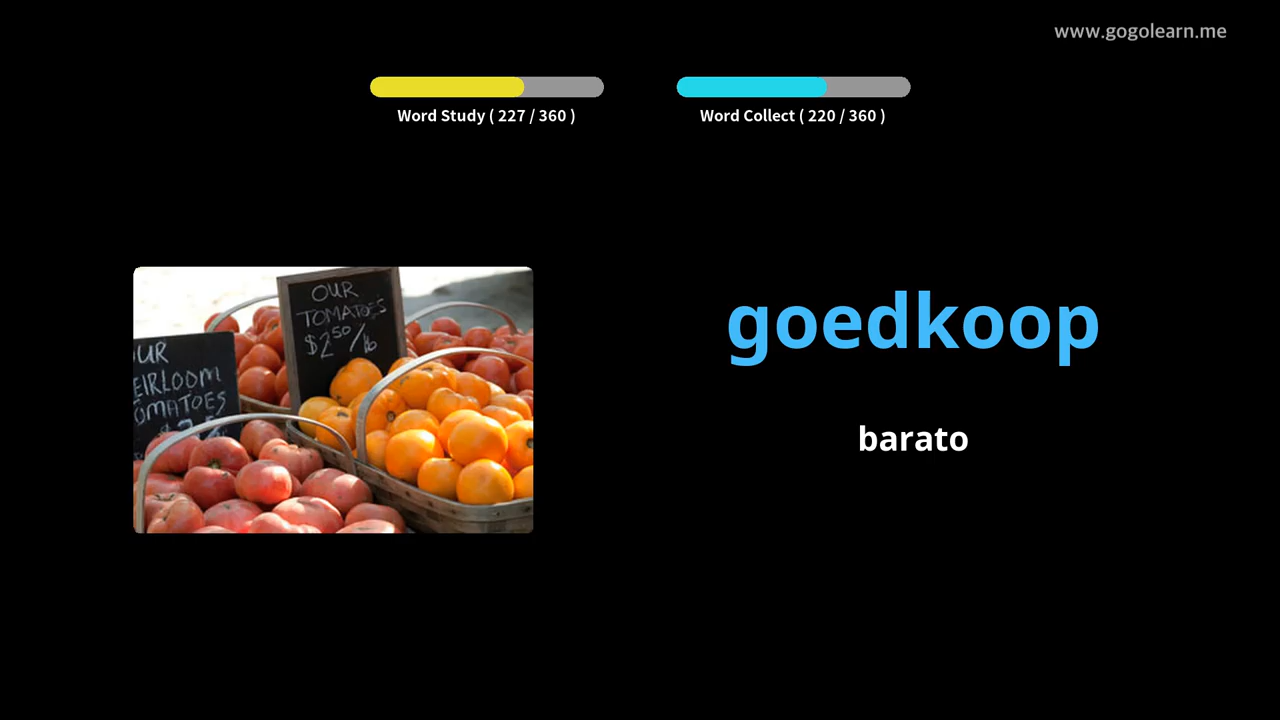 www.gogolearn.me
Word Study ( 227 / 360 )
Word Collect ( 220 / 360 )
OUR
TOMATOES
$2.50/lb
UR
EIRLOOM
OMATOES
goedkoop
barato